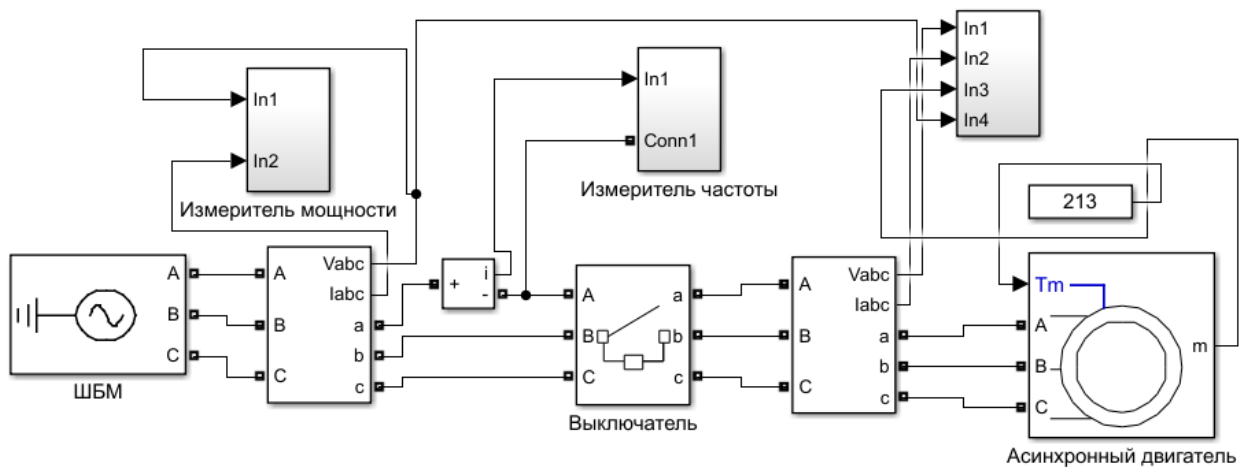 In1
In2
Измеритель мощности
In1
Conn1
Измеритель частоты
In1
In2
In3
In4
213
A
B
C
ШБМ
A
B
C
Vabc
Iabc
a
b
c
+
i
-
A
B
C
a
b
c
Выключатель
A
B
C
Vabc
Iabc
a
b
c
Tm
A
B
C
m
Асинхронный двигатель